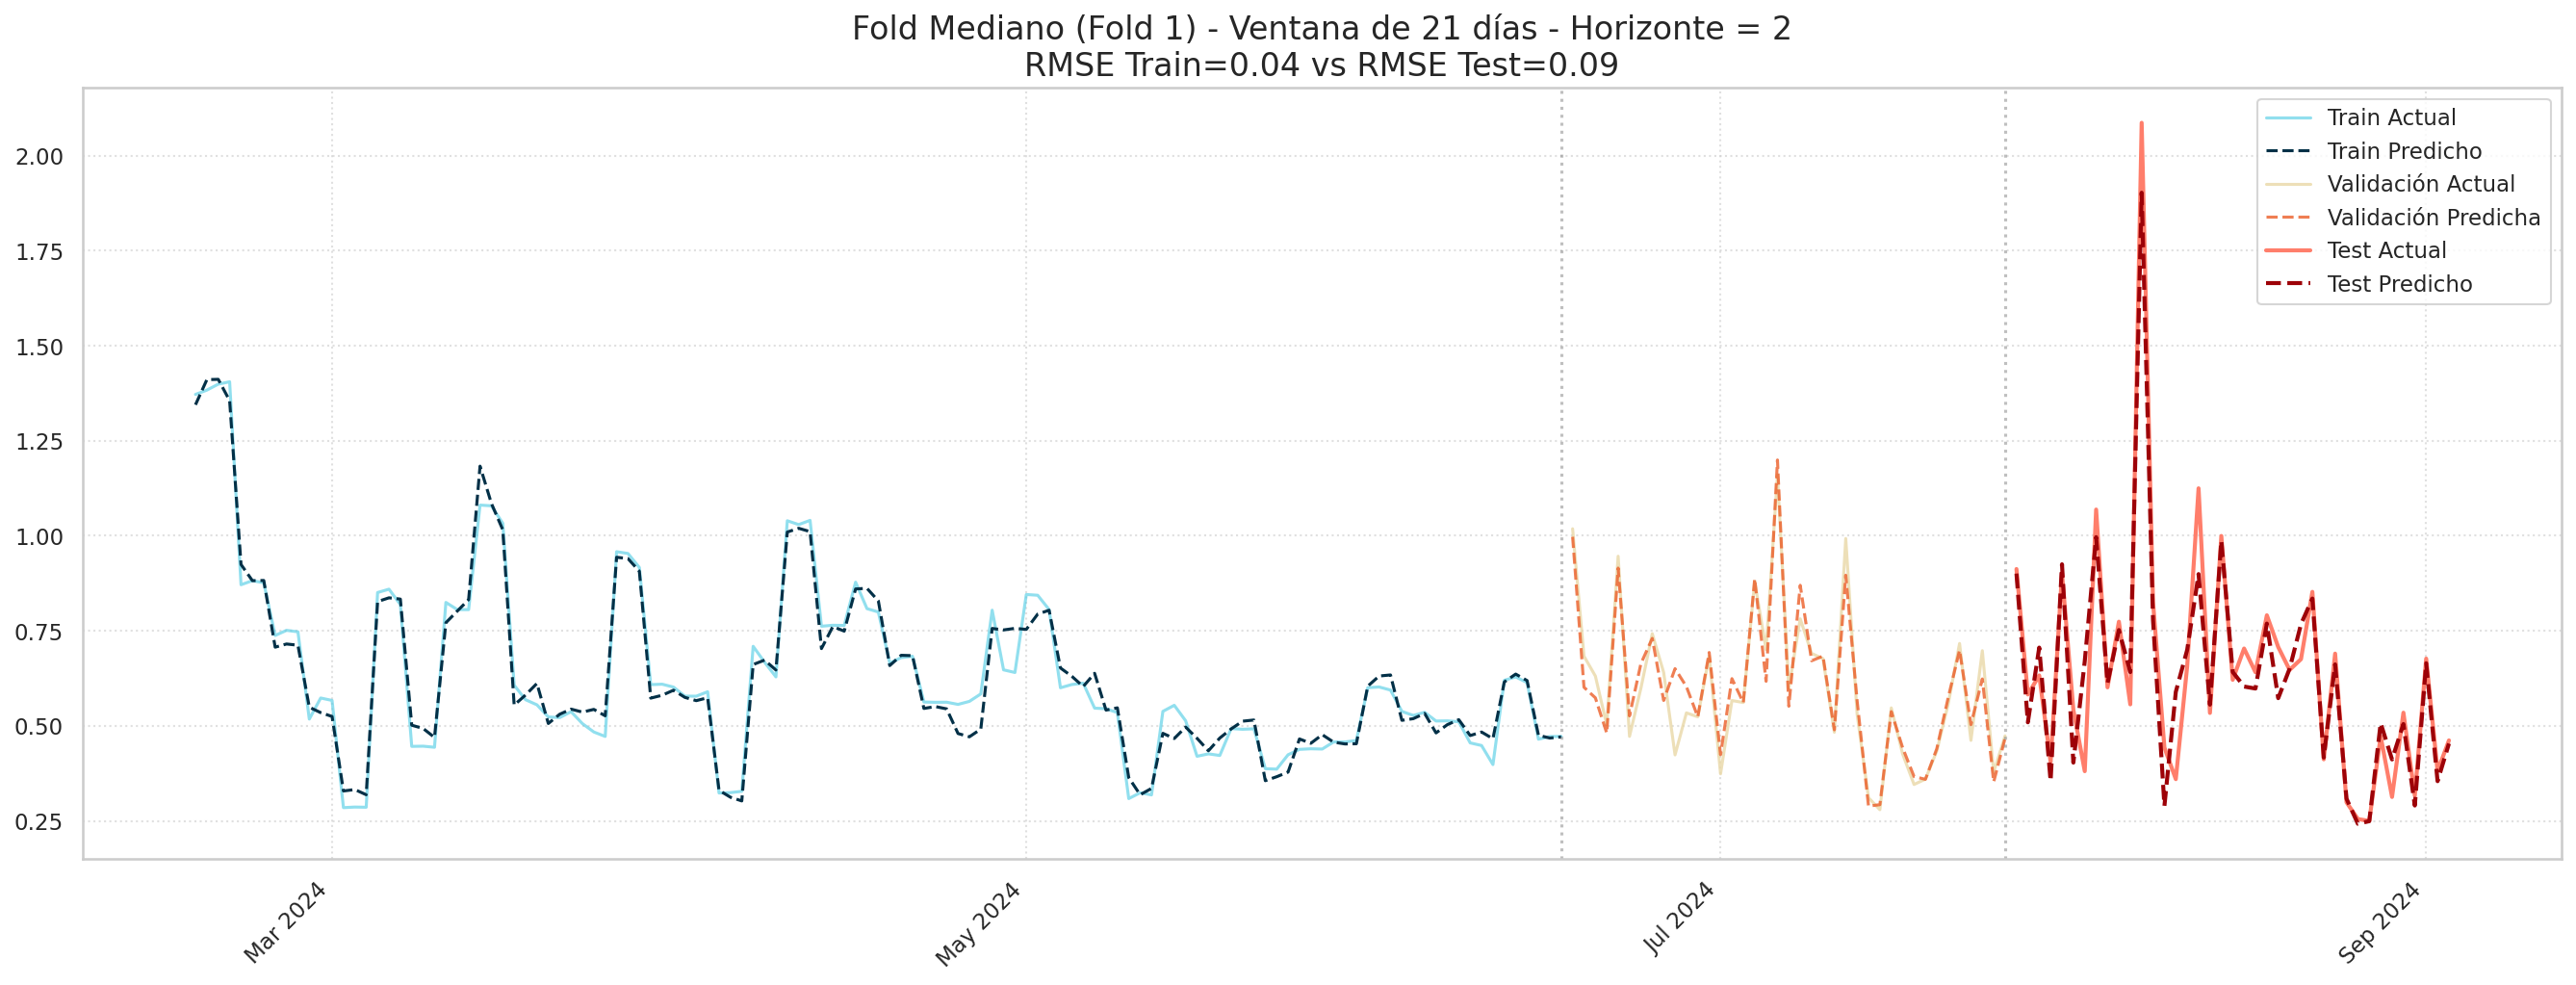 Fold Mediano (Fold 1) - Ventana de 21 días - Horizonte = 2
RMSE Train=0.04 vs RMSE Test=0.09
Train Actual
Train Predicho
Validación Actual
Validación Predicha
Test Actual
Test Predicho
2.00
1.75
1.50
1.25
1.00
0.75
0.50
0.25
Mar 2024
May 2024
Jul 2024
Sep 2024